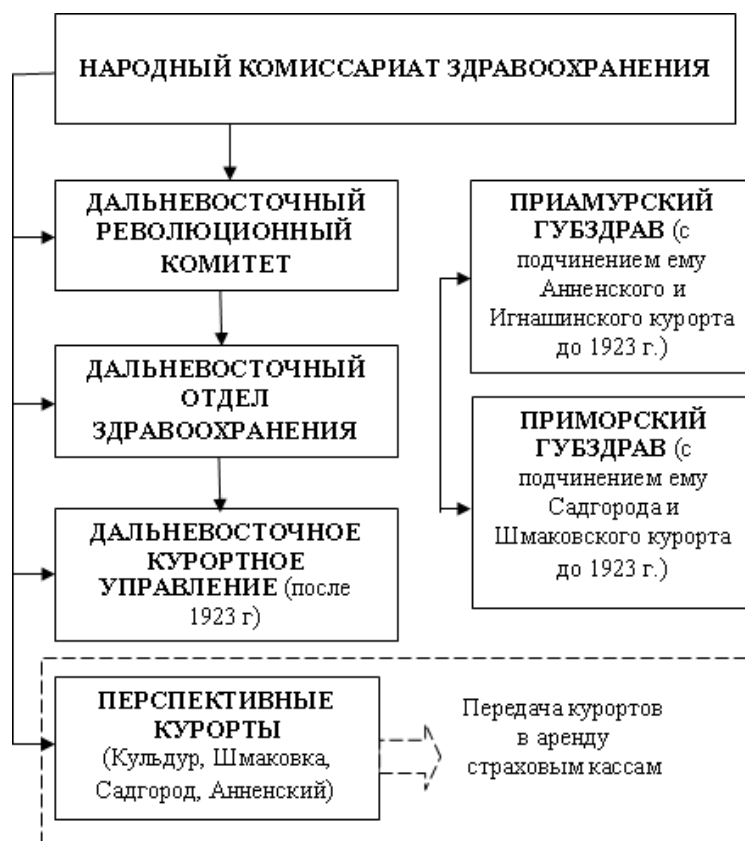 НАРОДНЫЙ КОМИССАРИАТ ЗДРАВООХРАНЕНИЯ
ДАЛЬНЕВОСТОЧНЫЙ
РЕВОЛЮЦИОННЫЙ
КОМИТЕТ
ДАЛЬНЕВОСТОЧНЫЙ
ОТДЕЛ
ЗДРАВООХРАНЕНИЯ
ДАЛЬНЕВОСТОЧНОЕ
КУРОРТНОЕ
УПРАВЛЕНИЕ (после
1923 г)
ПРИАМУРСКИЙ
ГУБЗДРАВ (с
подчинением ему
Анненского и
Игнашинского курорта
до 1923 г.)
ПРИМОРСКИЙ
ГУБЗДРАВ (с
подчинением ему
Садгорода и
Шмаковского курорта
до 1923 г.)
ПЕРСПЕКТИВНЫЕ
КУРОРТЫ
(Кульдур, Шмаковка,
Садгород, Анненский)
Передача курортов
в аренду
страховым кассам